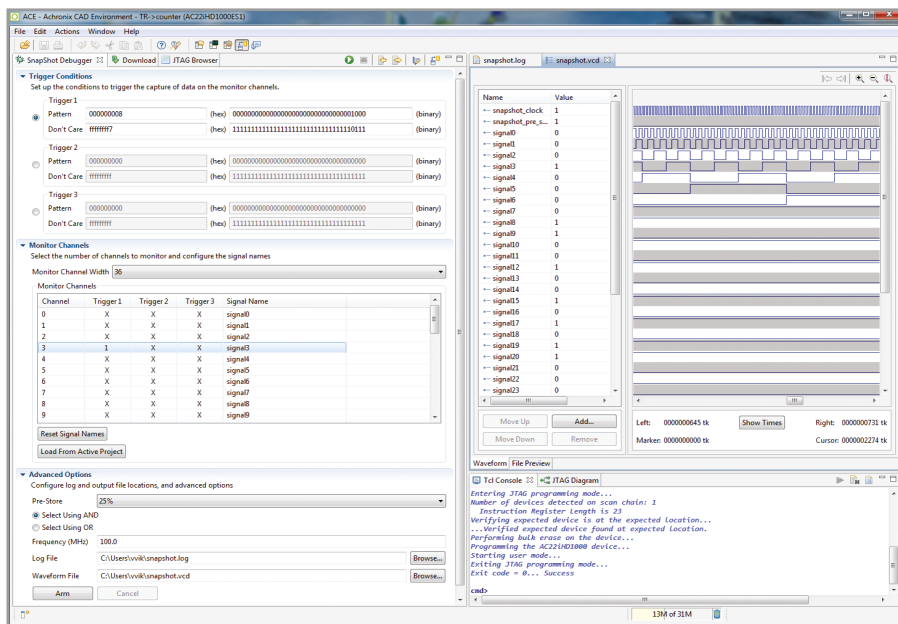 ACE - Achronix CAD Environment - TR->counter (AC22iHD1000ES1)
File Edit Actions Window Help
SnapShot Debugger Download JTAG Browser
Trigger Conditions
Set up the conditions to trigger the capture of data on the monitor channels.
Trigger 1
Pattern 000000008 (hex) 000000000000000000000000000000001000 (binary)
Don't Care fffffffff7 (hex) 111111111111111111111111111111110111 (binary)
Trigger 2
Pattern 000000000 (hex) 000000000000000000000000000000000000 (binary)
Don't Care fffffffff (hex) 111111111111111111111111111111111111 (binary)
Trigger 3
Pattern 000000000 (hex) 000000000000000000000000000000000000 (binary)
Don't Care fffffffff (hex) 111111111111111111111111111111111111 (binary)
Monitor Channels
Select the number of channels to monitor and configure the signal names
Monitor Channel Width 36
Monitor Channels
Channel Trigger 1 Trigger 2 Trigger 3 Signal Name
0 X X X signal0
1 X X X signal1
2 X X X signal2
3 1 X X signal3
4 X X X signal4
5 X X X signal5
6 X X X signal6
7 X X X signal7
8 X X X signal8
9 X X X signal9
Reset Signal Names
Load From Active Project
Advanced Options
Configure log and output file locations, and advanced options
Pre-Store 25%
Select Using AND
Select Using OR
Frequency (MHz) 100.0
Log File C:\Users\vvik\snapshot.log Browse...
Waveform File C:\Users\vvik\snapshot.vcd Browse...
Arm Cancel
snapshot.log snapshot.vcd
Name Value
snapshot_clock 1
snapshot_pre_s... 1
signal0 0
signal1 0
signal2 0
signal3 1
signal4 0
signal5 0
signal6 0
signal7 0
signal8 1
signal9 1
signal10 0
signal11 0
signal12 1
signal13 0
signal14 0
signal15 1
signal16 0
signal17 1
signal18 0
signal19 1
signal20 1
signal21 0
signal22 0
signal23 0
Move Up Add...
Move Down Remove
Left: 0000000645 tk Show Times Right: 0000000731 tk
Marker: 0000000000 tk Cursor: 0000002274 tk
Waveform File Preview
Tcl Console JTAG Diagram
Entering JTAG programming mode...
Number of devices detected on scan chain: 1
Instruction Register Length is 23
Verifying expected device is at the expected location...
...Verified expected device found at expected location.
Performing bulk erase on the device...
Programming the AC22iHD1000 device...
Starting user mode...
Exiting JTAG programming mode...
Exit code = 0... Success
cmd>
13M of 31M